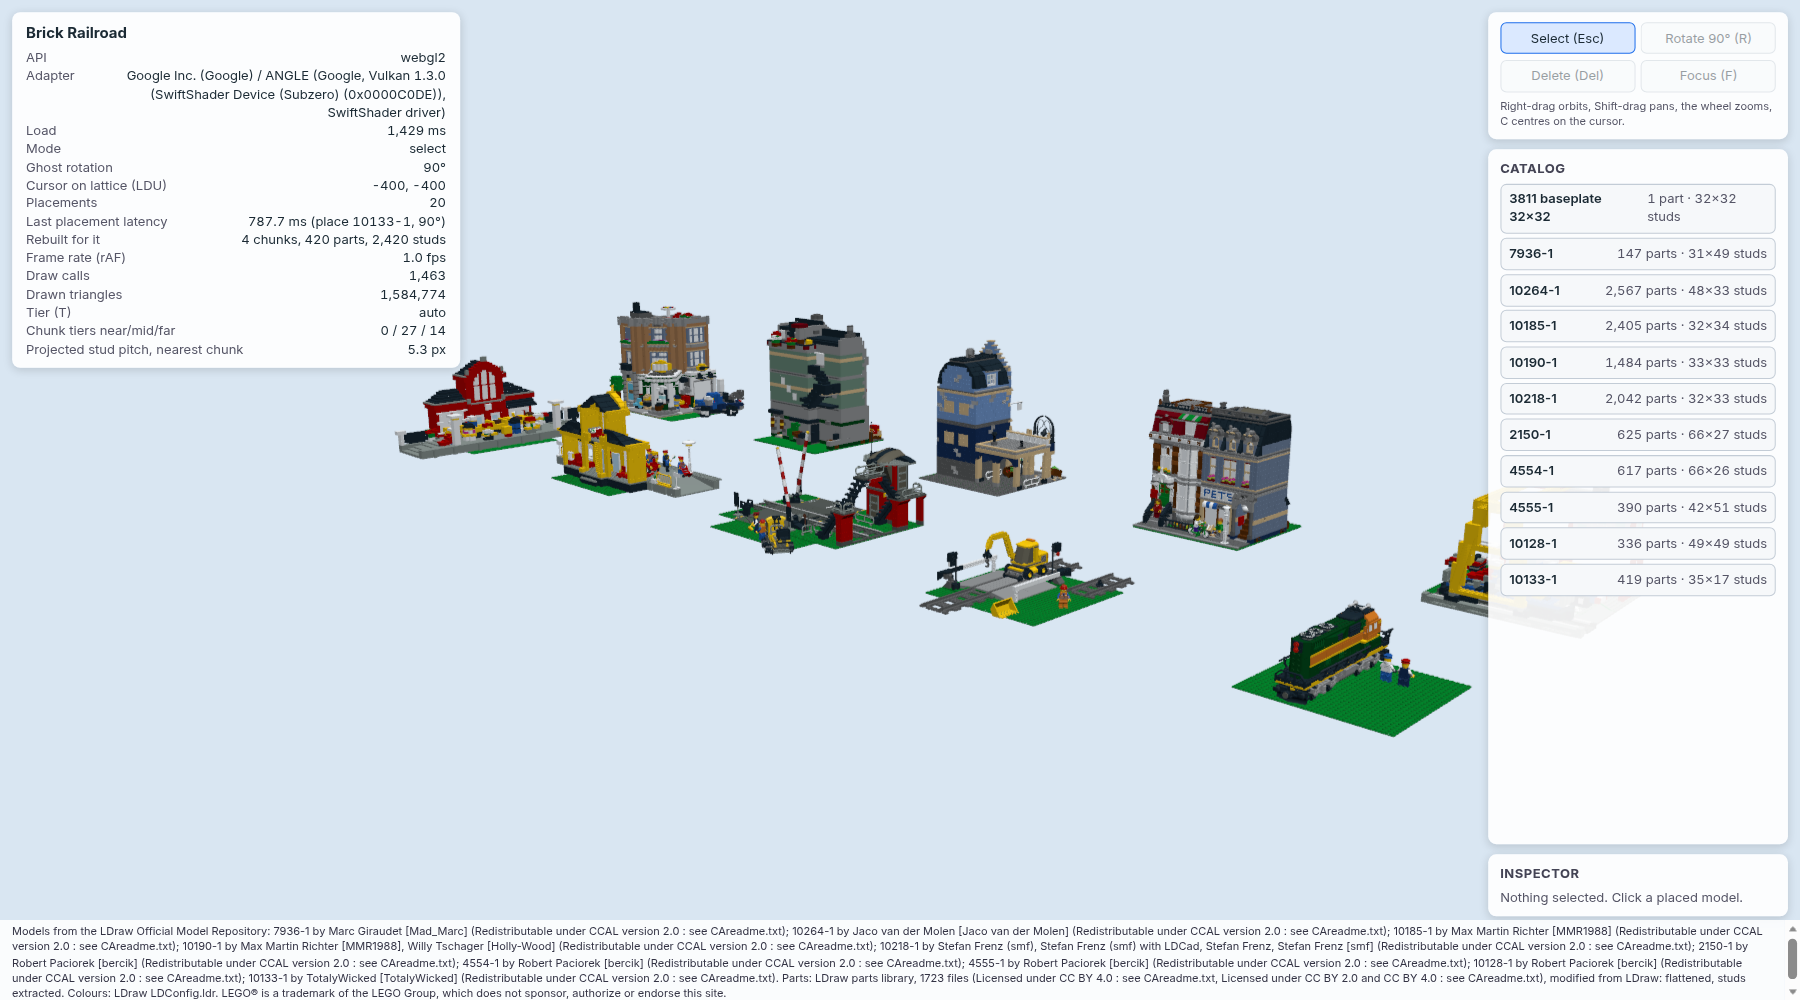 Brick Railroad
API webgl2
Adapter Google Inc. (Google) / ANGLE (Google, Vulkan 1.3.0
(SwiftShader Device (Subzero) (0x0000C0DE)),
SwiftShader driver)
Load 1,429 ms
Mode select
Ghost rotation 90°
Cursor on lattice (LDU) -400, -400
Placements 20
Last placement latency 787.7 ms (place 10133-1, 90°)
Rebuilt for it 4 chunks, 420 parts, 2,420 studs
Frame rate (rAF) 1.0 fps
Draw calls 1,463
Drawn triangles 1,584,774
Tier (T) auto
Chunk tiers near/mid/far 0 / 27 / 14
Projected stud pitch, nearest chunk 5.3 px
PETS
Select (Esc) Rotate 90° (R)
Delete (Del) Focus (F)
Right-drag orbits, Shift-drag pans, the wheel zooms,
C centres on the cursor.
CATALOG
3811 baseplate 1 part · 32×32
32×32 studs
7936-1 147 parts · 31×49 studs
10264-1 2,567 parts · 48×33 studs
10185-1 2,405 parts · 32×34 studs
10190-1 1,484 parts · 33×33 studs
10218-1 2,042 parts · 32×33 studs
2150-1 625 parts · 66×27 studs
4554-1 617 parts · 66×26 studs
4555-1 390 parts · 42×51 studs
10128-1 336 parts · 49×49 studs
10133-1 419 parts · 35×17 studs
INSPECTOR
Nothing selected. Click a placed model.
Models from the LDraw Official Model Repository: 7936-1 by Marc Giraudet [Mad_Marc] (Redistributable under CCAL version 2.0 : see CAreadme.txt); 10264-1 by Jaco van der Molen [Jaco van der Molen] (Redistributable under CCAL version 2.0 : see CAreadme.txt); 10185-1 by Max Martin Richter [MMR1988] (Redistributable under CCAL
version 2.0 : see CAreadme.txt); 10190-1 by Max Martin Richter [MMR1988], Willy Tschager [Holly-Wood] (Redistributable under CCAL version 2.0 : see CAreadme.txt); 10218-1 by Stefan Frenz (smf), Stefan Frenz (smf) with LDCad, Stefan Frenz, Stefan Frenz [smf] (Redistributable under CCAL version 2.0 : see CAreadme.txt); 2150-1 by
Robert Paciorek [bercik] (Redistributable under CCAL version 2.0 : see CAreadme.txt); 4554-1 by Robert Paciorek [bercik] (Redistributable under CCAL version 2.0 : see CAreadme.txt); 4555-1 by Robert Paciorek [bercik] (Redistributable under CCAL version 2.0 : see CAreadme.txt); 10128-1 by Robert Paciorek [bercik] (Redistributable
under CCAL version 2.0 : see CAreadme.txt); 10133-1 by TotalyWicked [TotalyWicked] (Redistributable under CCAL version 2.0 : see CAreadme.txt). Parts: LDraw parts library, 1723 files (Licensed under CC BY 4.0 : see CAreadme.txt, Licensed under CC BY 2.0 and CC BY 4.0 : see CAreadme.txt), modified from LDraw: flattened, studs
extracted. Colours: LDraw LDConfig.ldr. LEGO® is a trademark of the LEGO Group, which does not sponsor, authorize or endorse this site.